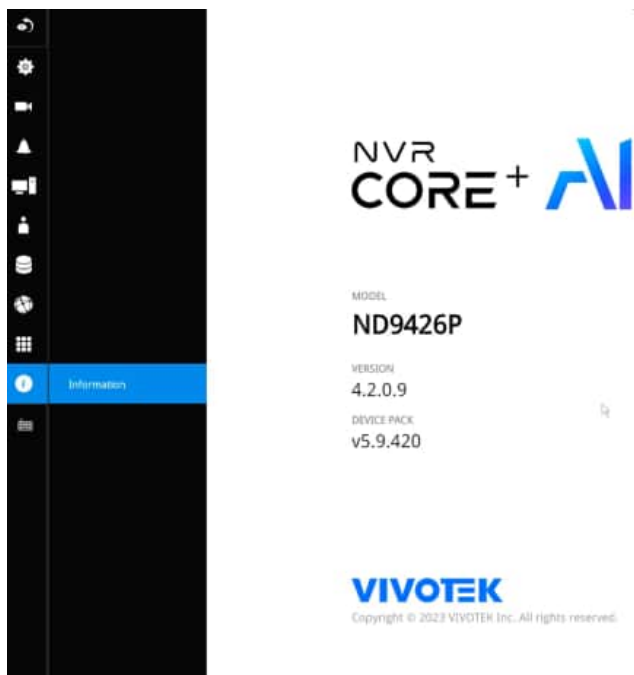 Information
NVR
CORE+ AI
MODEL
ND9426P
VERSION
4.2.0.9
DEVICE PACK
v5.9.420
VIVOTEK
Copyright © 2023 VIVOTEK Inc. All rights reserved.